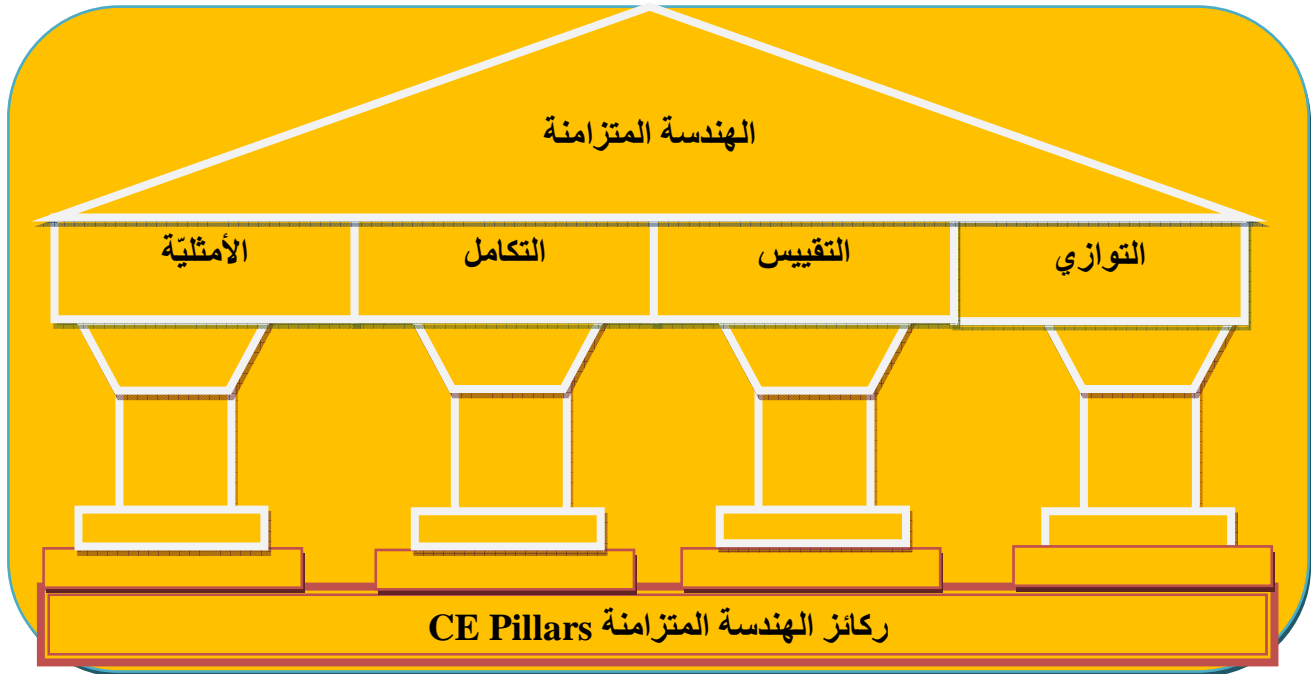 الهندسة المتزامنة
التوازي
التقييس
التكامل
الأمثليّة
ركائز الهندسة المتزامنة CE Pillars